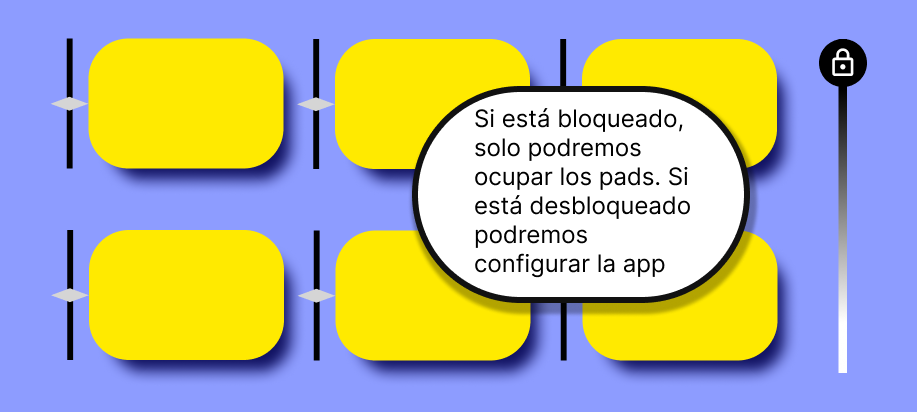 Si está bloqueado,
solo podremos
ocupar los pads. Si
está desbloqueado
podremos
configurar la app